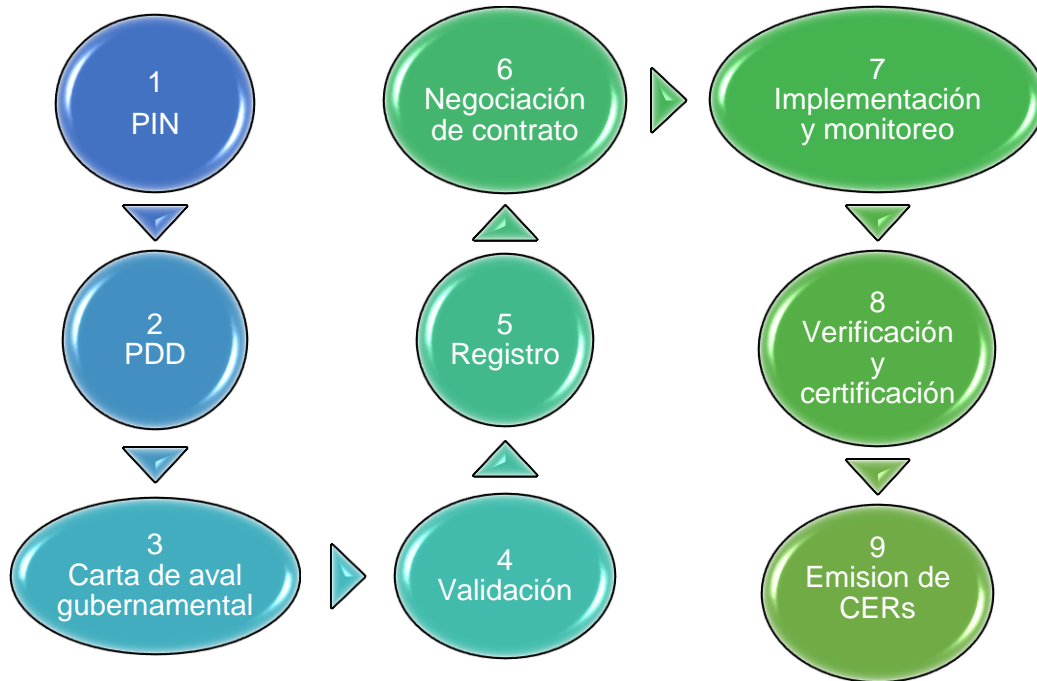 1
PIN
2
PDD
3
Carta de aval
gubernamental
4
Validación
5
Registro
6
Negociación
de contrato
7
Implementación
y monitoreo
8
Verificación
y
certificación
9
Emision de
CERs